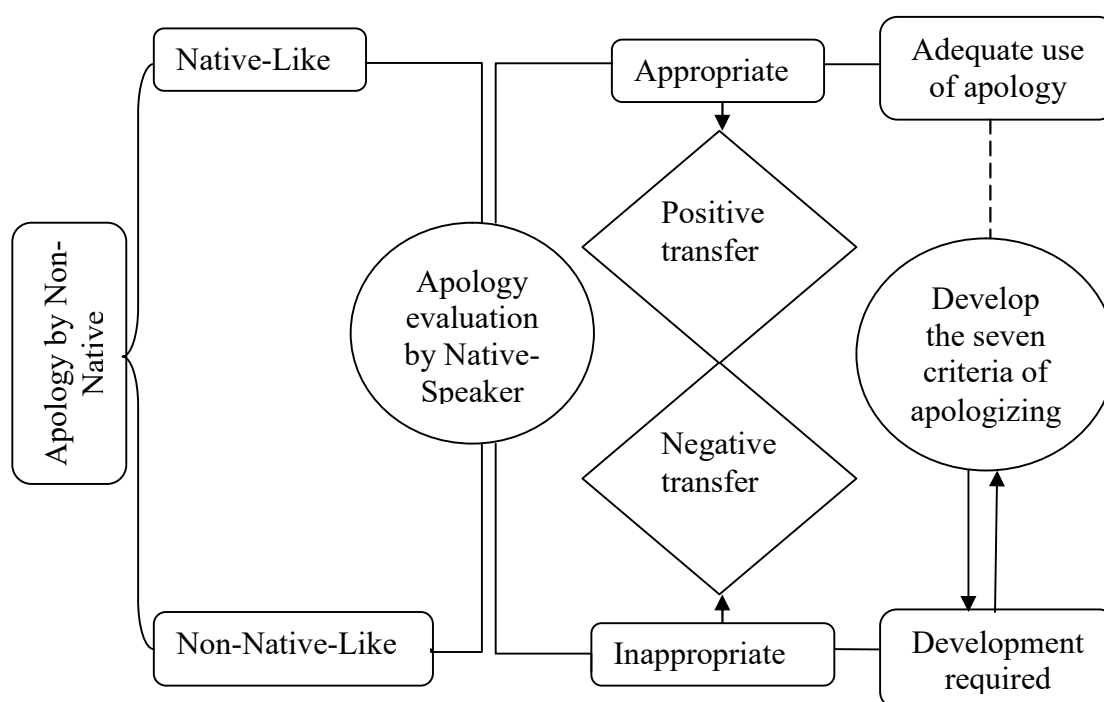 Apology by Non-
Native
Native-Like
Non-Native-Like
Apology
evaluation
by Native-
Speaker
Appropriate
Inappropriate
Positive
transfer
Negative
transfer
Adequate use
of apology
Develop
the seven
criteria of
apologizing
Development
required